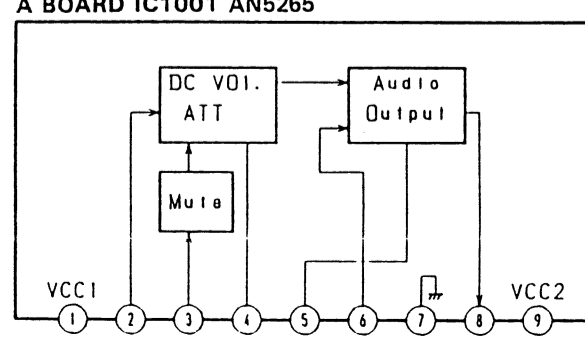 A BOARD IC1001 AN5265
DC VOl. Audio
ATT Output
Mute
VCC1 VCC2
1 2 3 4 5 6 7 8 9